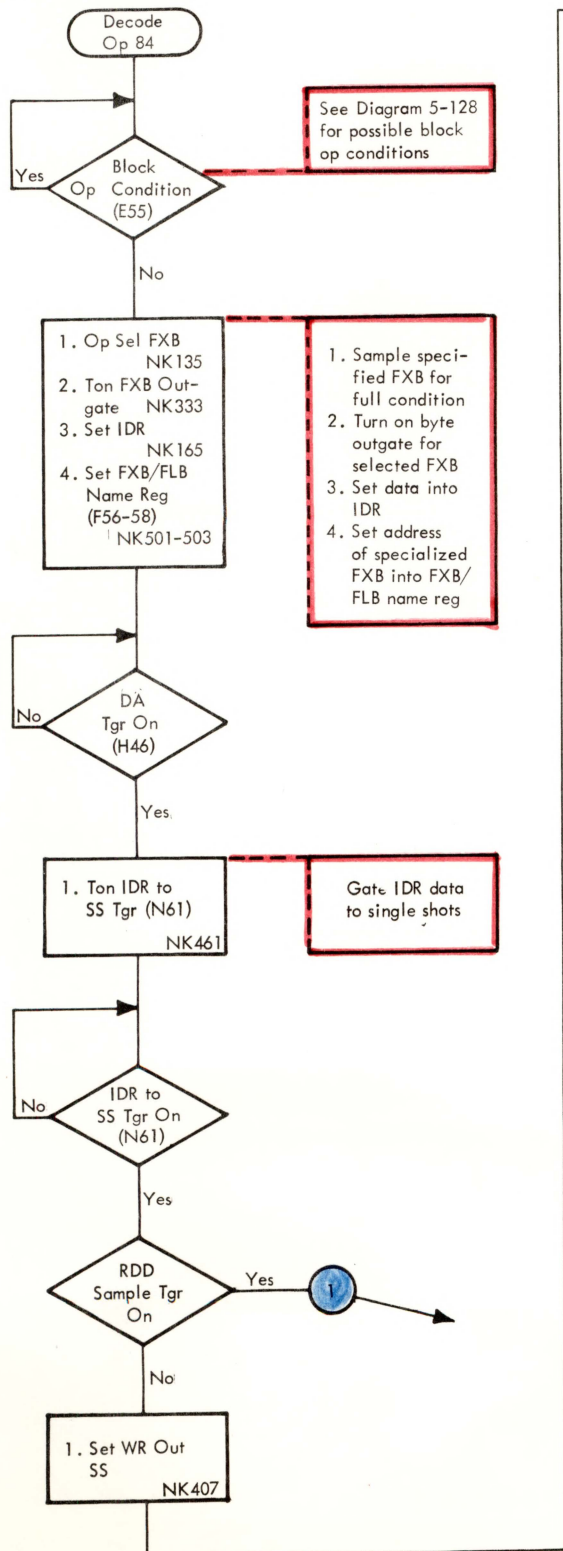 Decode
Op 84
Yes
Block
Op Condition
(E55)
See Diagram 5-128
for possible block
op conditions
No
1. Op Sel FXB
NK135
2. Ton FXB Out-
gate NK333
3. Set IDR
NK165
4. Set FXB/FLB
Name Reg
(F56-58)
NK501-503
1. Sample speci-
fied FXB for
full condition
2. Turn on byte
outgate for
selected FXB
3. Set data into
IDR
4. Set address
of specialized
FXB into FXB/
FLB name reg
No
DA
Tgr On
(H46)
Yes
1. Ton IDR to
SS Tgr (N61)
NK461
Gate IDR data
to single shots
No
IDR to
SS Tgr On
(N61)
Yes
RDD
Sample Tgr
On
Yes
1
No
1. Set WR Out
SS
NK407